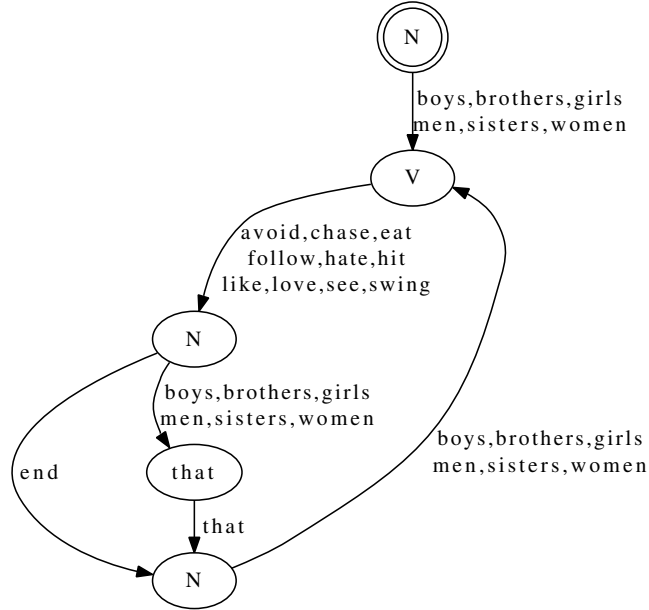 N
boys,brothers,girls
men,sisters,women
V
avoid,chase,eat
follow,hate,hit
like,love,see,swing
N
boys,brothers,girls
men,sisters,women
boys,brothers,girls
men,sisters,women
end
that
that
N